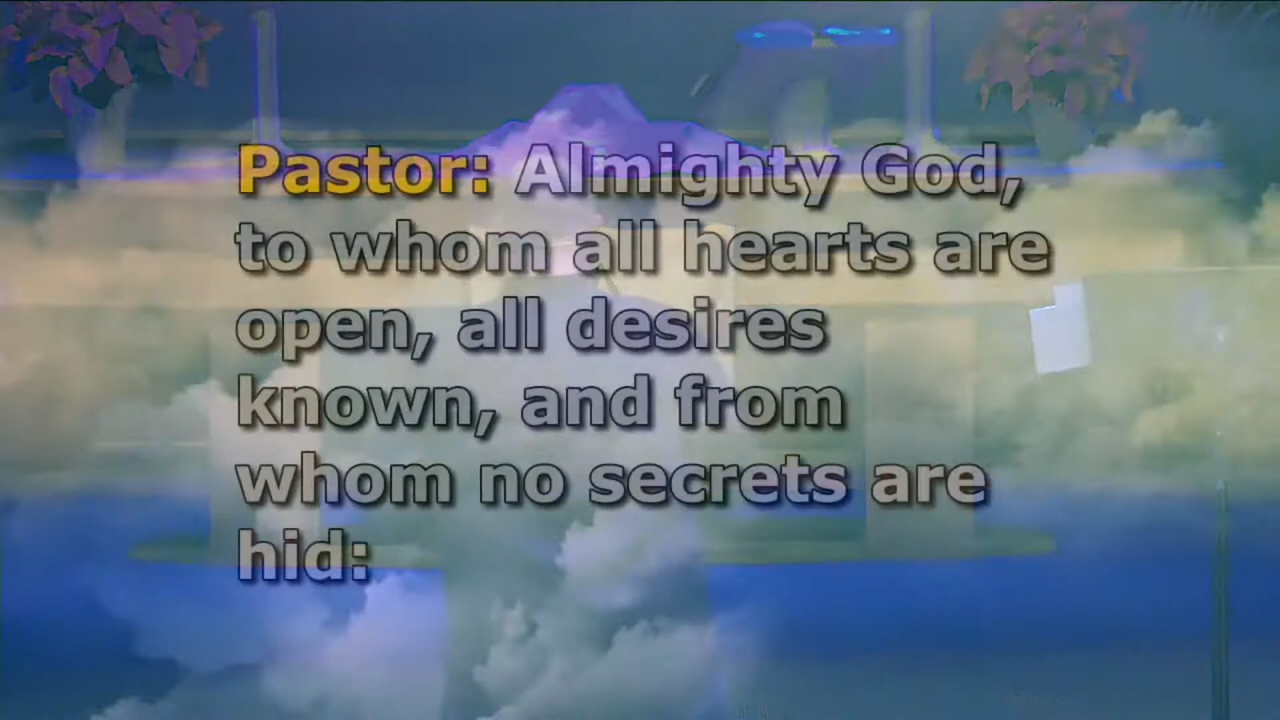 Pastor: Almighty God,
to whom all hearts are
open, all desires
known, and from
whom no secrets are
hid: